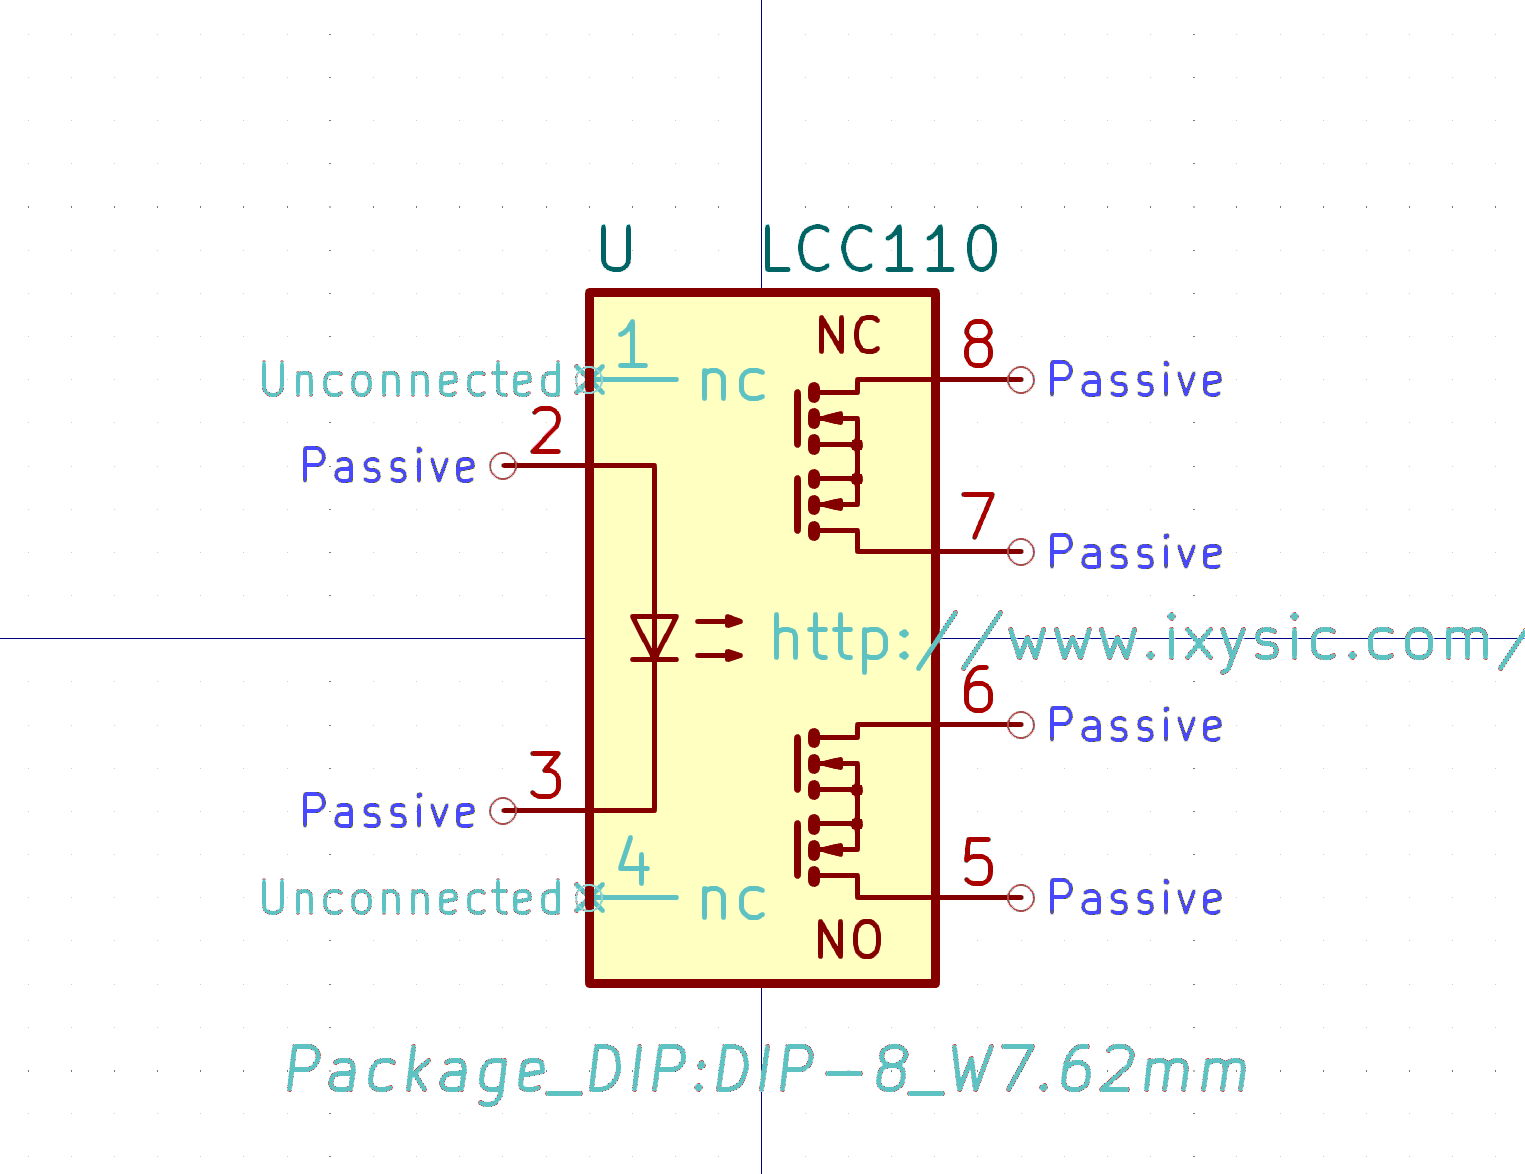 U LCC110
NC
1 8
Unconnected nc Passive
2
Passive
7
Passive
http://www.ixysic.com/
6
Passive
3
Passive
4 5
Unconnected nc Passive
NO
Package_DIP:DIP-8_W7.62mm